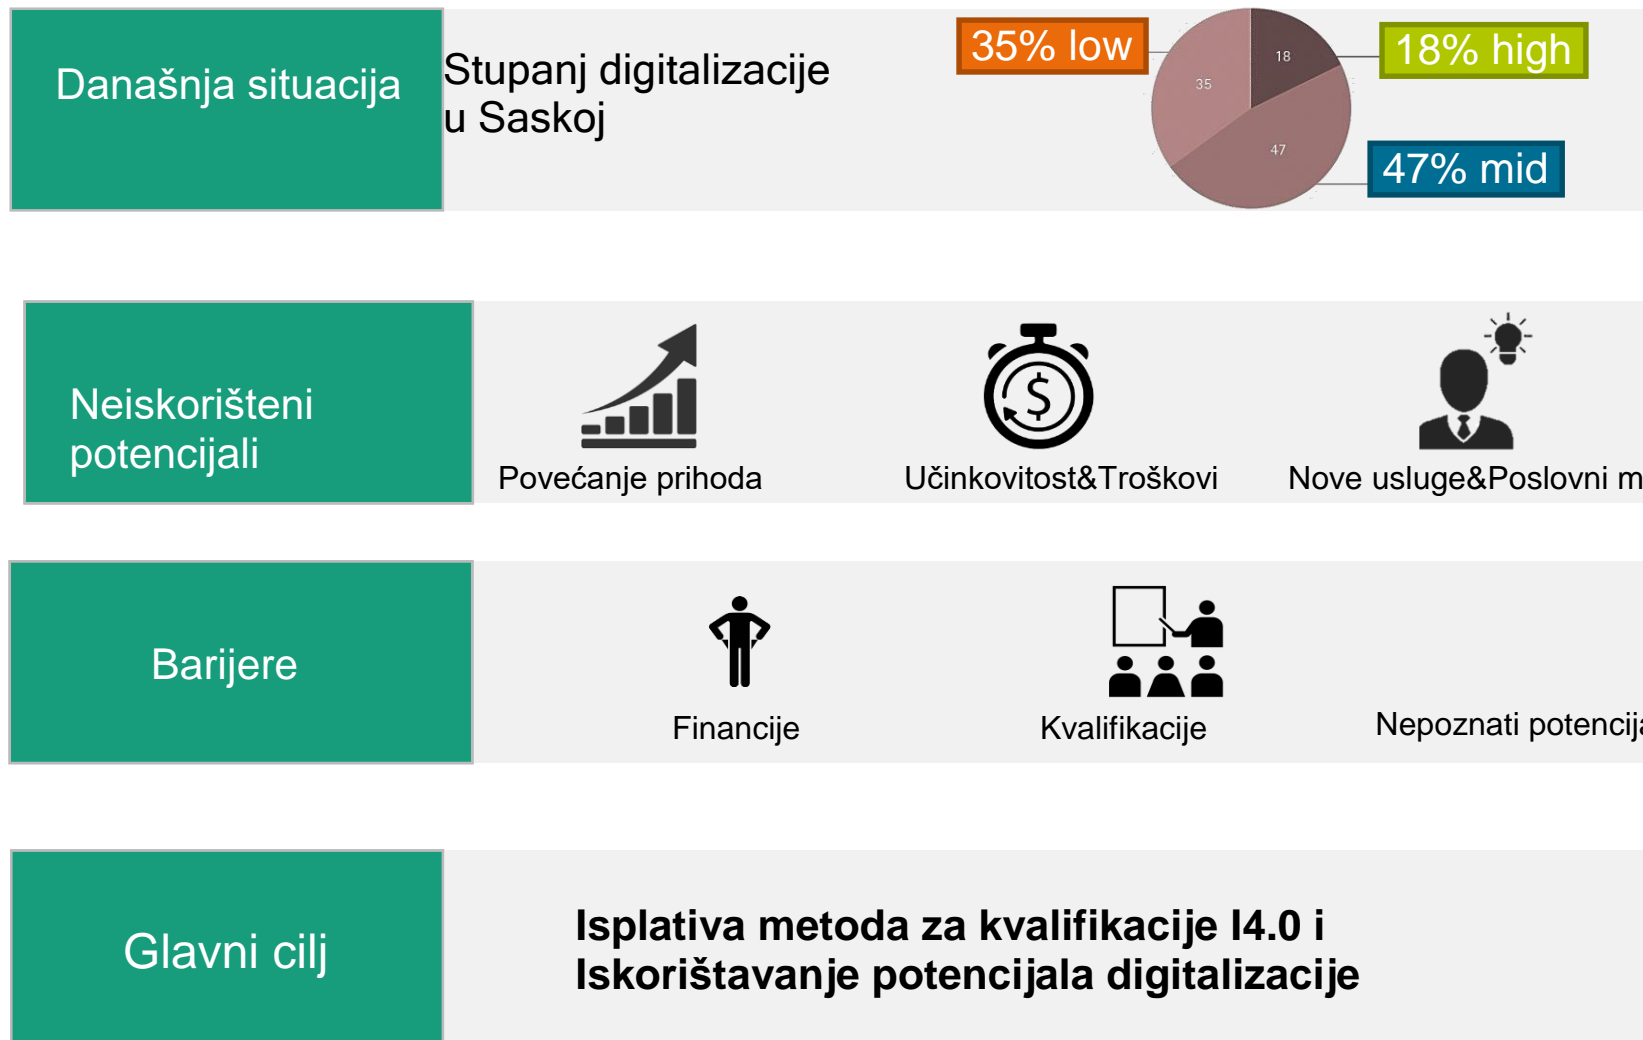 Današnja situacija
Stupanj digitalizacije
u Saskoj
35% low
18% high
47% mid
18
35
47
Neiskorišteni
potencijali
$
Povećanje prihoda
Učinkovitost&Troškovi
Nove usluge&Poslovni m
Barijere
Financije
Kvalifikacije
Nepoznati potencija
Glavni cilj
Isplativa metoda za kvalifikacije I4.0 i
Iskorištavanje potencijala digitalizacije